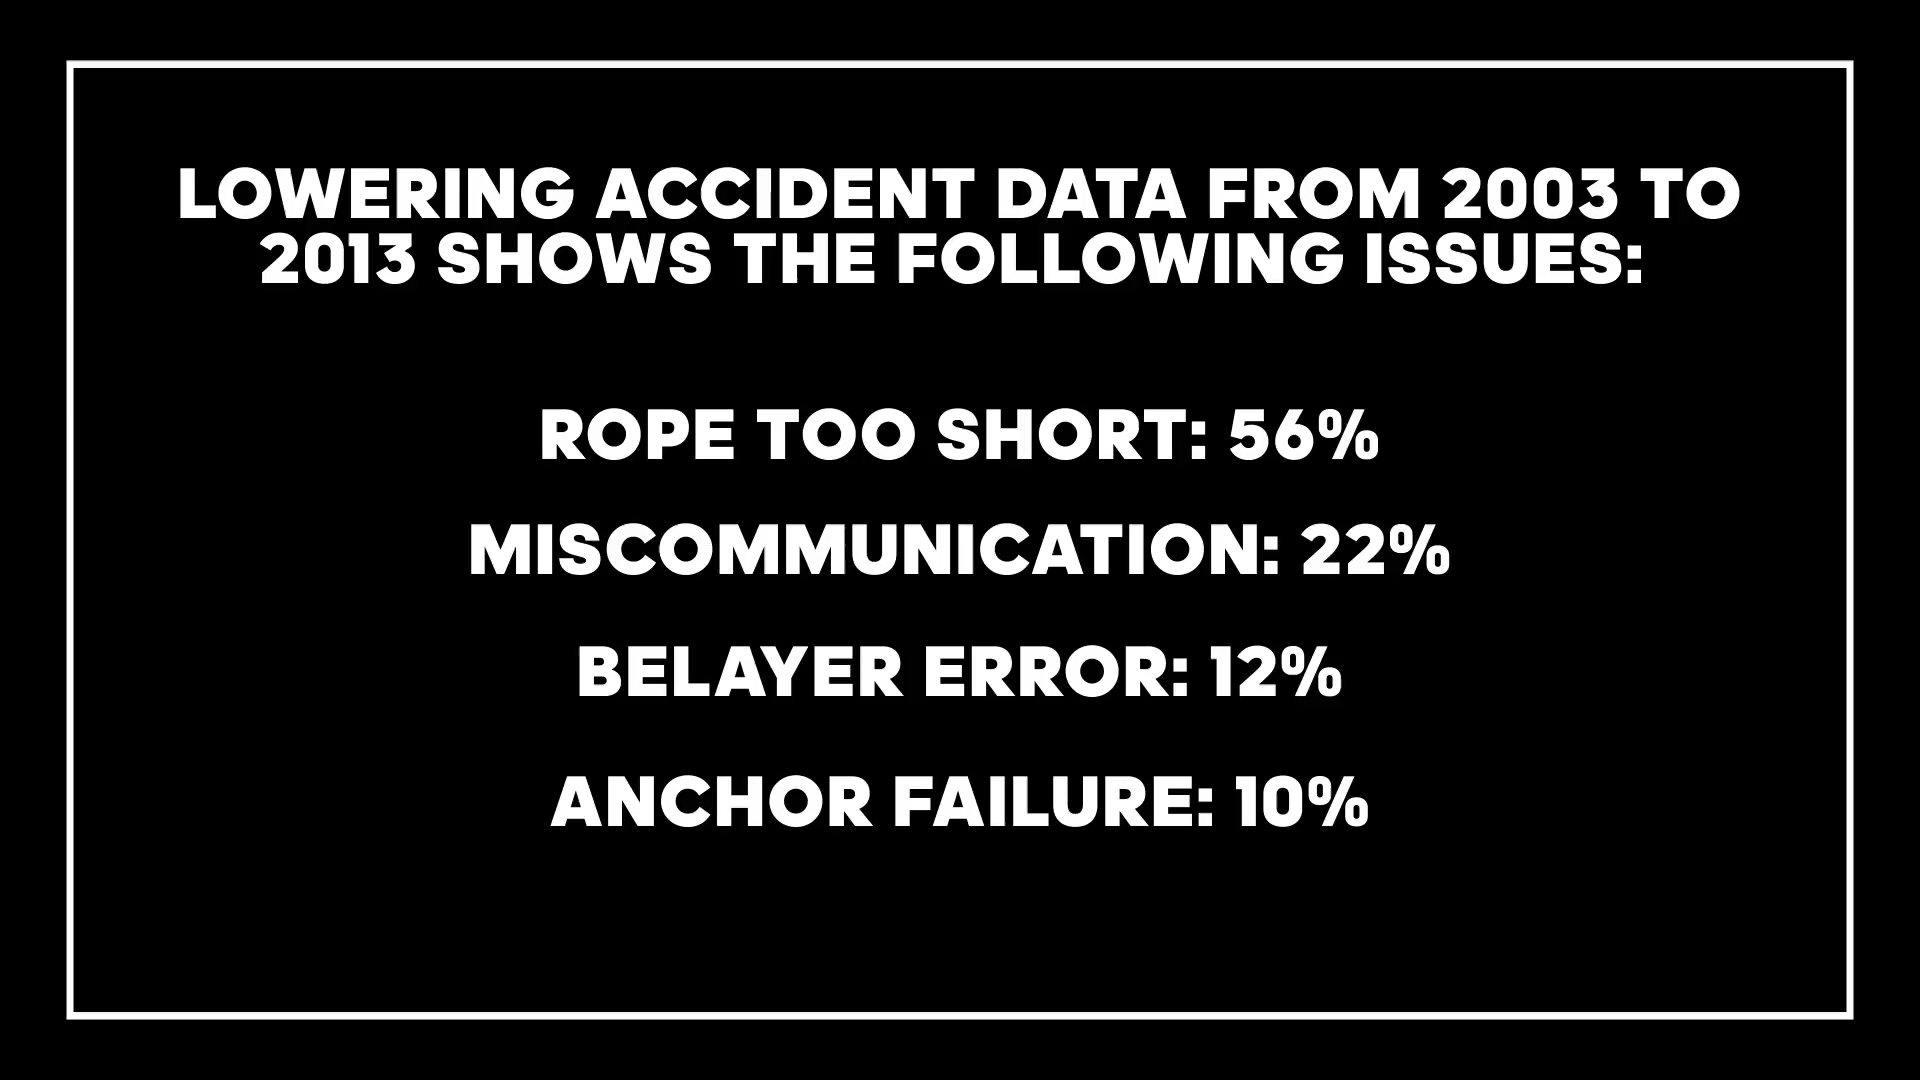 LOWERING ACCIDENT DATA FROM 2003 TO
2013 SHOWS THE FOLLOWING ISSUES:
ROPE TOO SHORT: 56%
MISCOMMUNICATION: 22%
BELAYER ERROR: 12%
ANCHOR FAILURE: 10%